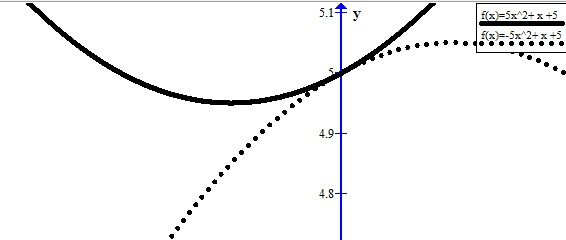 5.1
y
f(x)=5x^2+ x +5
f(x)=-5x^2+ x +5
5
4.9
4.8